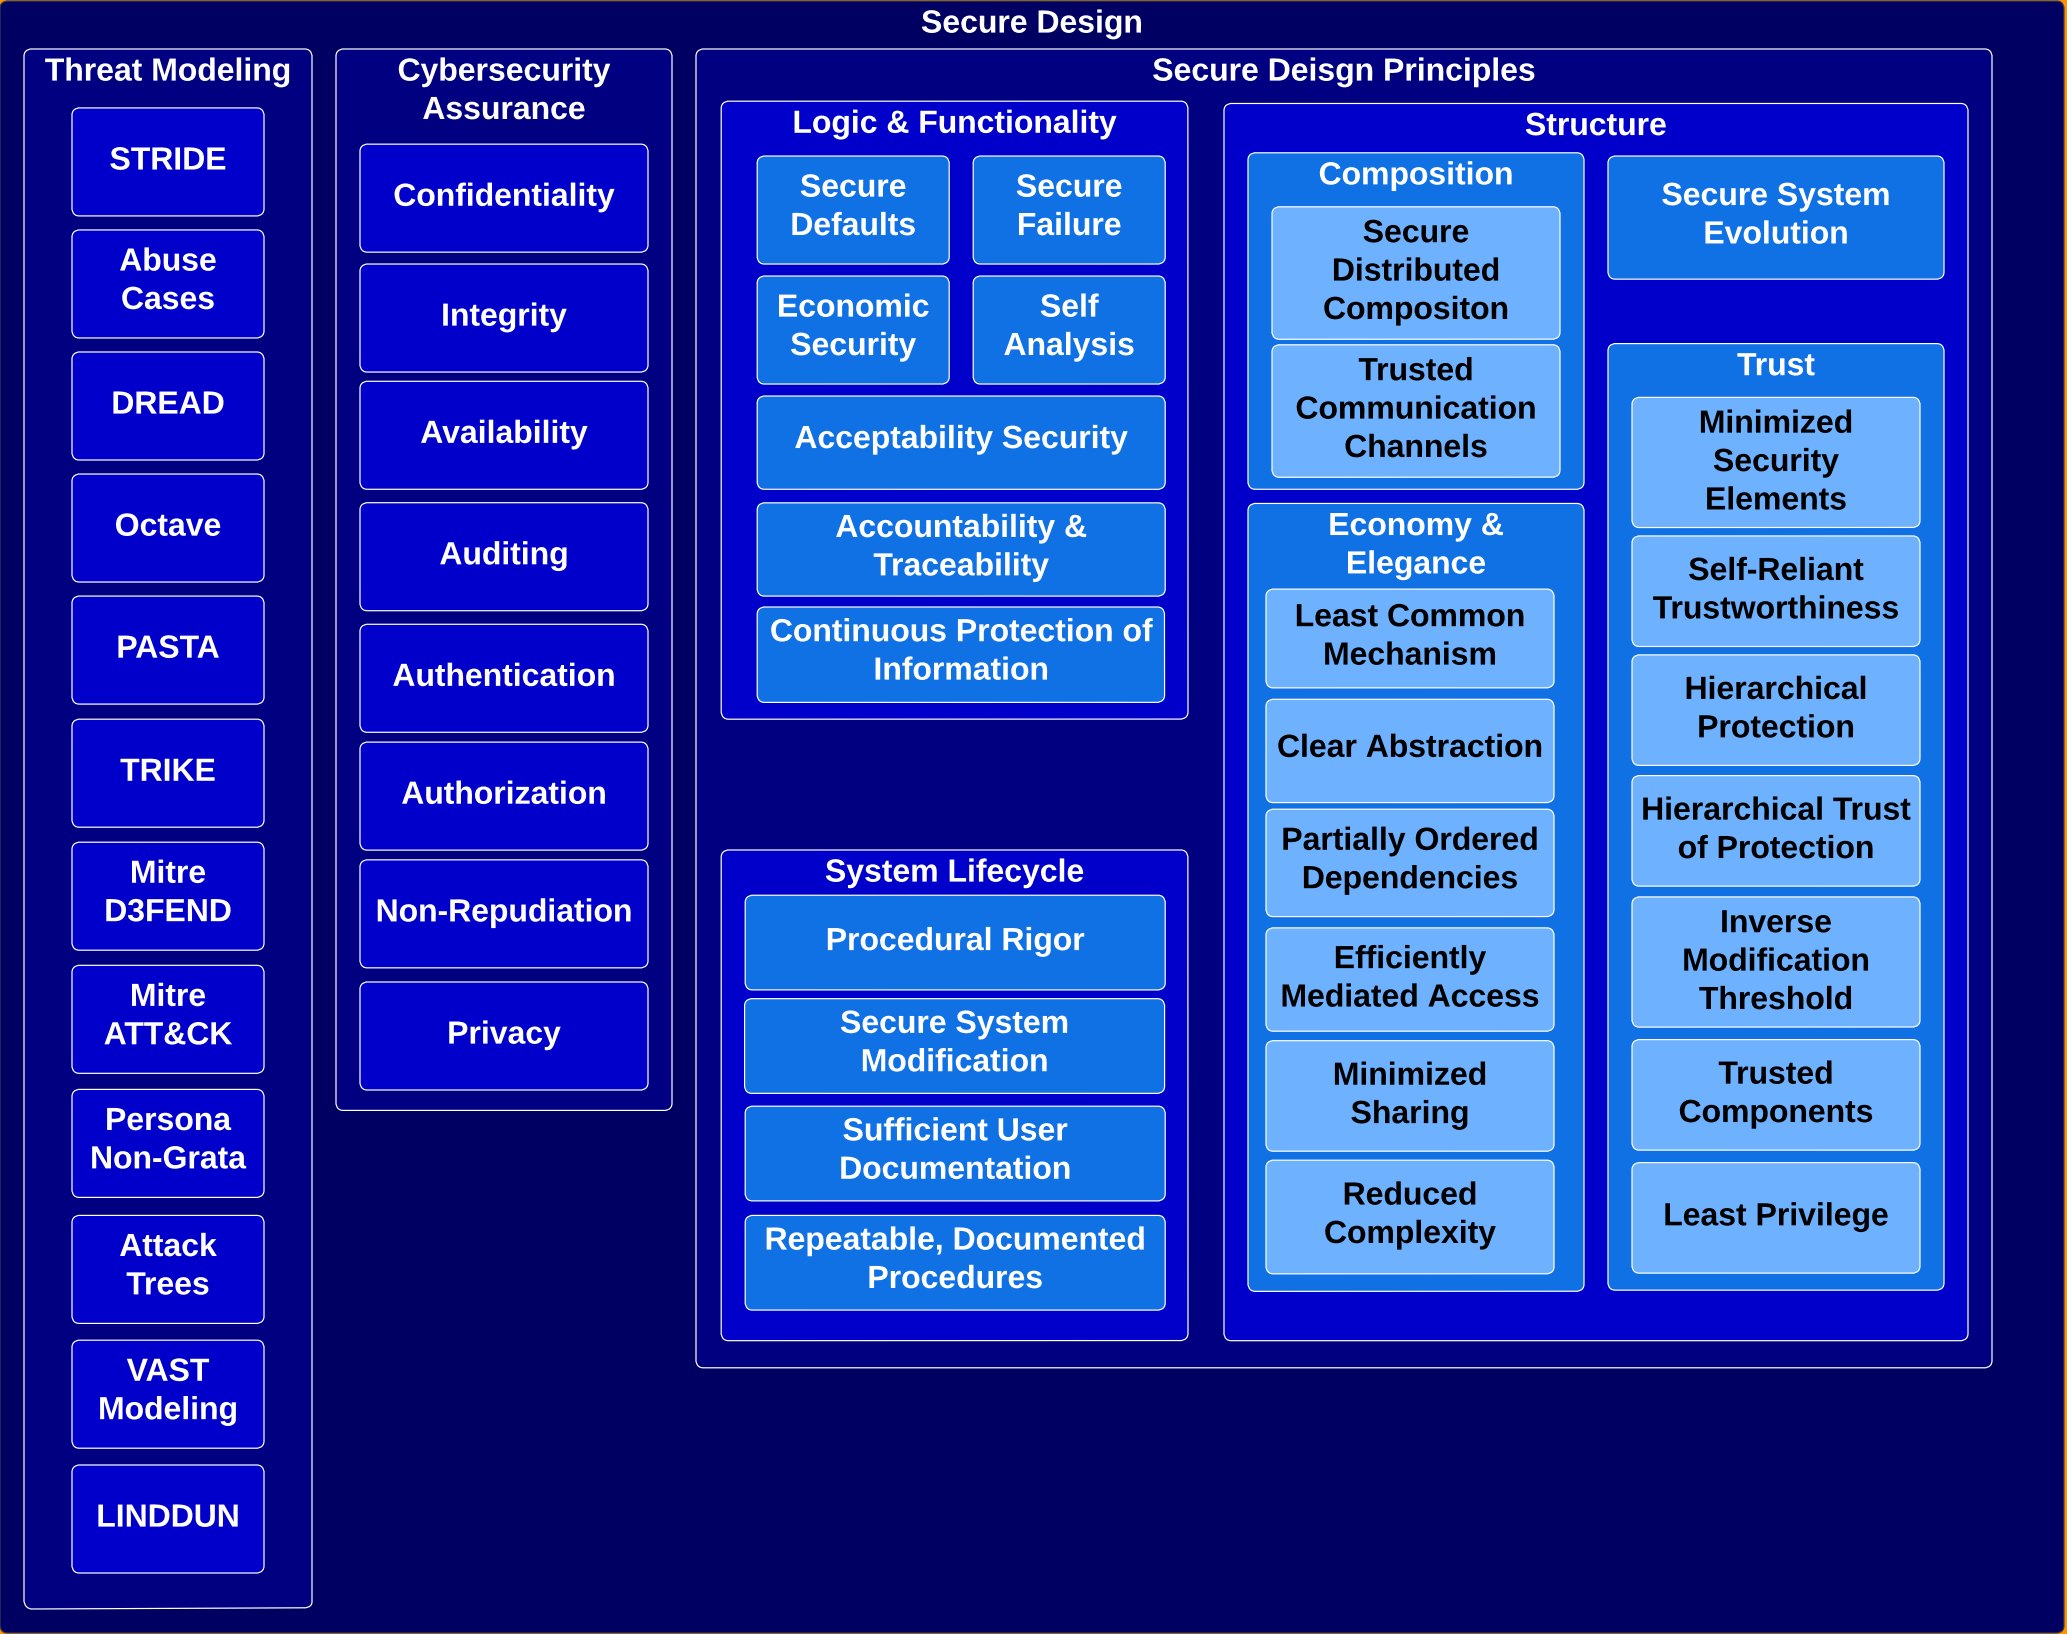 Secure Design
Threat Modeling
STRIDE
Abuse
Cases
DREAD
Octave
PASTA
TRIKE
Mitre
D3FEND
Mitre
ATT&CK
Persona
Non-Grata
Attack
Trees
VAST
Modeling
LINDDUN
Cybersecurity
Assurance
Confidentiality
Integrity
Availability
Auditing
Authentication
Authorization
Non-Repudiation
Privacy
Secure Deisgn Principles
Logic & Functionality
Secure
Defaults
Secure
Failure
Economic
Security
Self
Analysis
Acceptability Security
Accountability &
Traceability
Continuous Protection of
Information
System Lifecycle
Procedural Rigor
Secure System
Modification
Sufficient User
Documentation
Repeatable, Documented
Procedures
Structure
Composition
Secure
Distributed
Compositon
Trusted
Communication
Channels
Economy &
Elegance
Least Common
Mechanism
Clear Abstraction
Partially Ordered
Dependencies
Efficiently
Mediated Access
Minimized
Sharing
Reduced
Complexity
Secure System
Evolution
Trust
Minimized
Security
Elements
Self-Reliant
Trustworthiness
Hierarchical
Protection
Hierarchical Trust
of Protection
Inverse
Modification
Threshold
Trusted
Components
Least Privilege